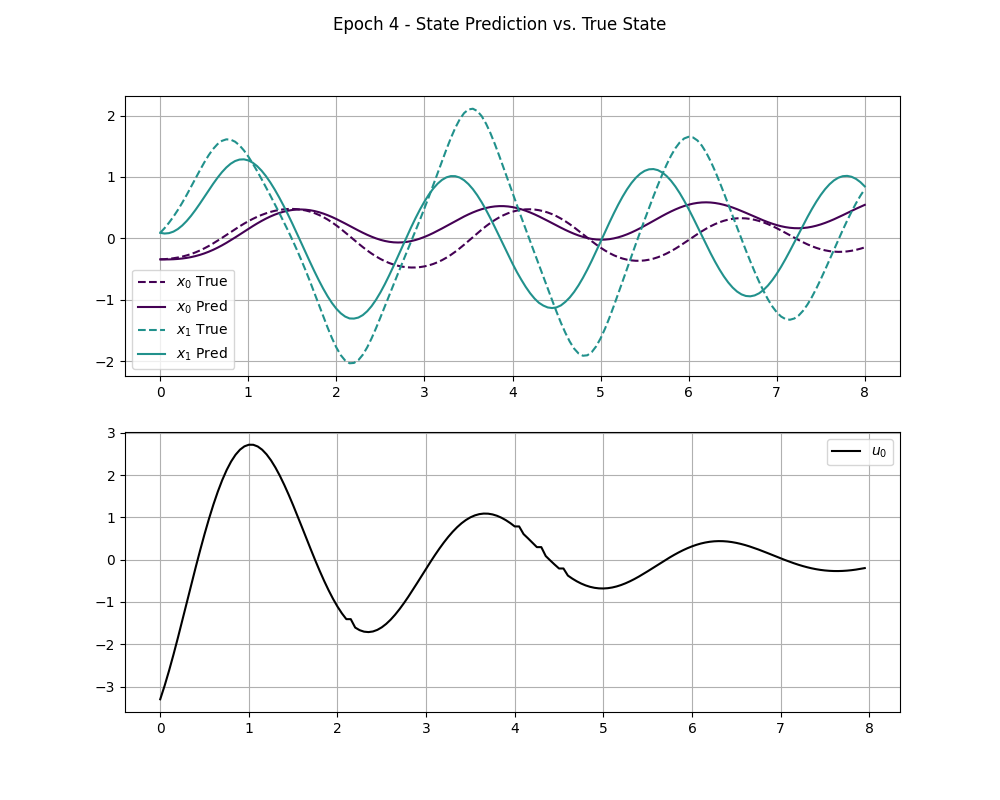 Epoch 4 - State Prediction vs. True State
2
1
0
−1
−2
x₀ True
x₀ Pred
x₁ True
x₁ Pred
0 1 2 3 4 5 6 7 8
3
2
1
0
−1
−2
−3
u₀
0 1 2 3 4 5 6 7 8